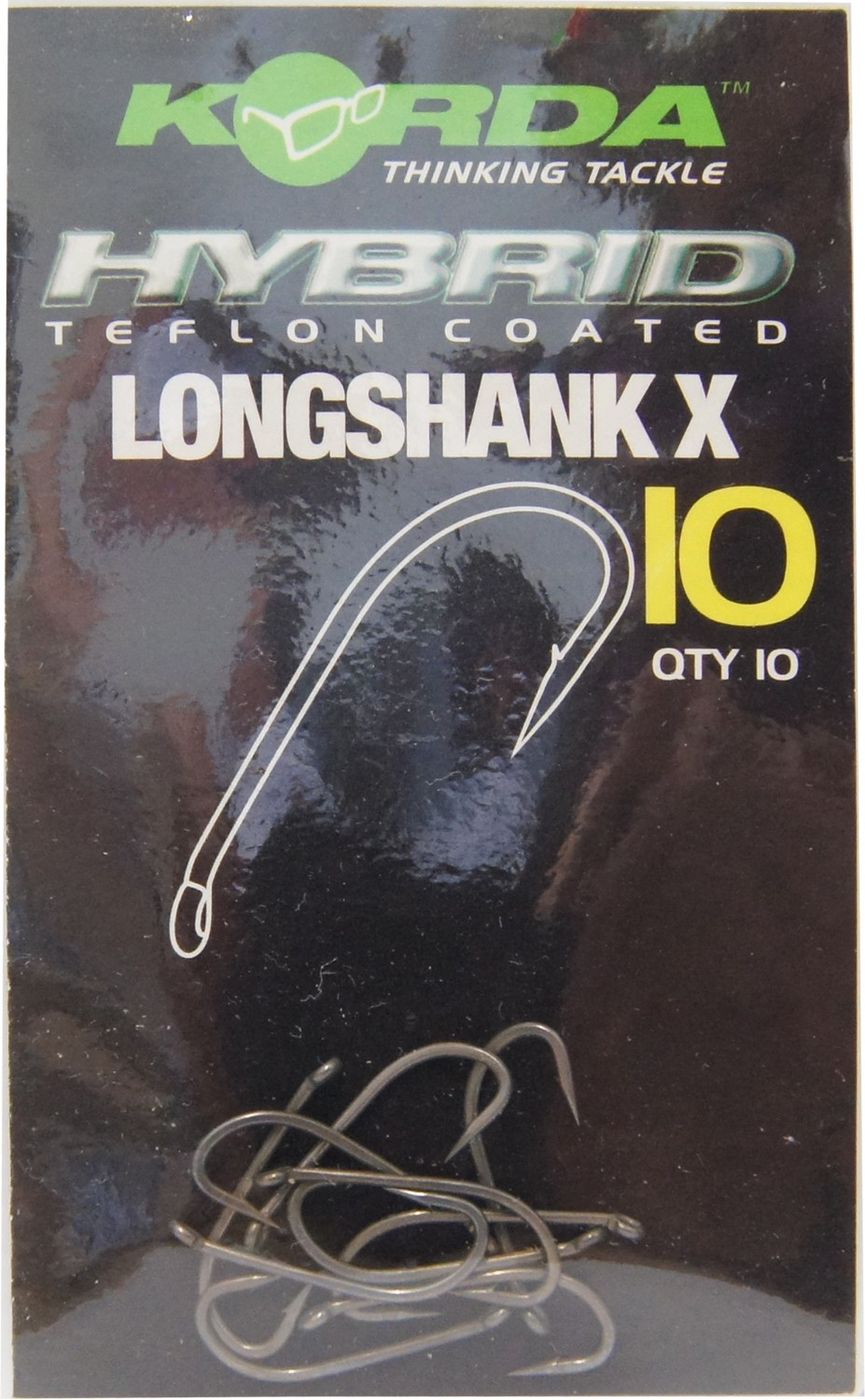 KORDA™
THINKING TACKLE
HYBRID
TEFLON COATED
LONGSHANK X
10
QTY 10